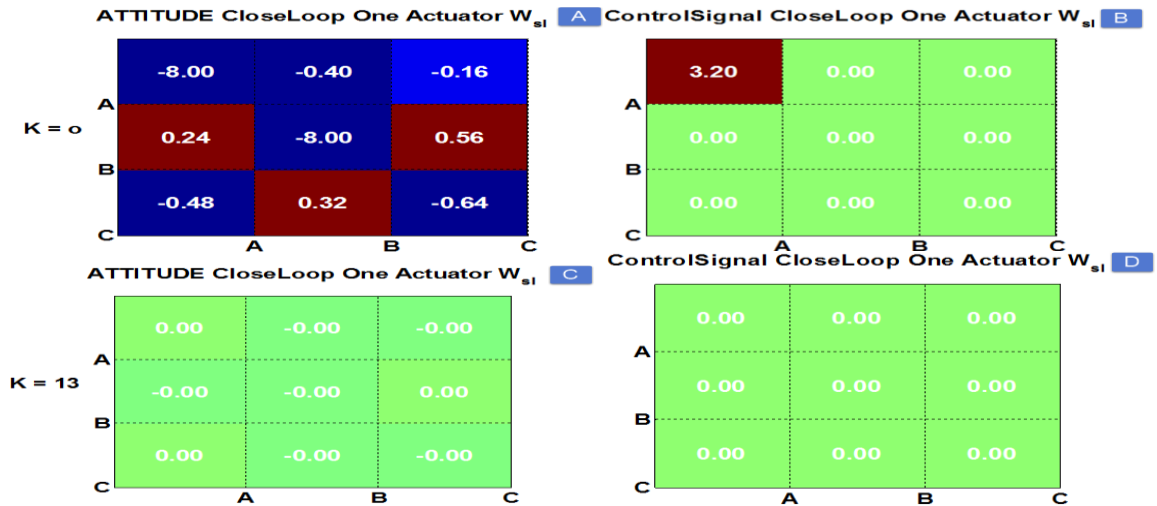 ATTITUDE CloseLoop One Actuator Wsl A
ControlSignal CloseLoop One Actuator Wsl B
K = o
-8.00 -0.40 -0.16
A
0.24 -8.00 0.56
B
-0.48 0.32 -0.64
C
A B C
3.20 0.00 0.00
A
0.00 0.00 0.00
B
0.00 0.00 0.00
C
A B C
ATTITUDE CloseLoop One Actuator Wsl C
ControlSignal CloseLoop One Actuator Wsl D
K = 13
0.00 -0.00 -0.00
A
-0.00 -0.00 0.00
B
0.00 -0.00 -0.00
C
A B C
0.00 0.00 0.00
A
0.00 0.00 0.00
B
0.00 0.00 0.00
C
A B C